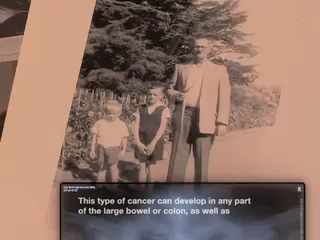 This type of cancer can develop in any part
of the large bowel or colon, as well as